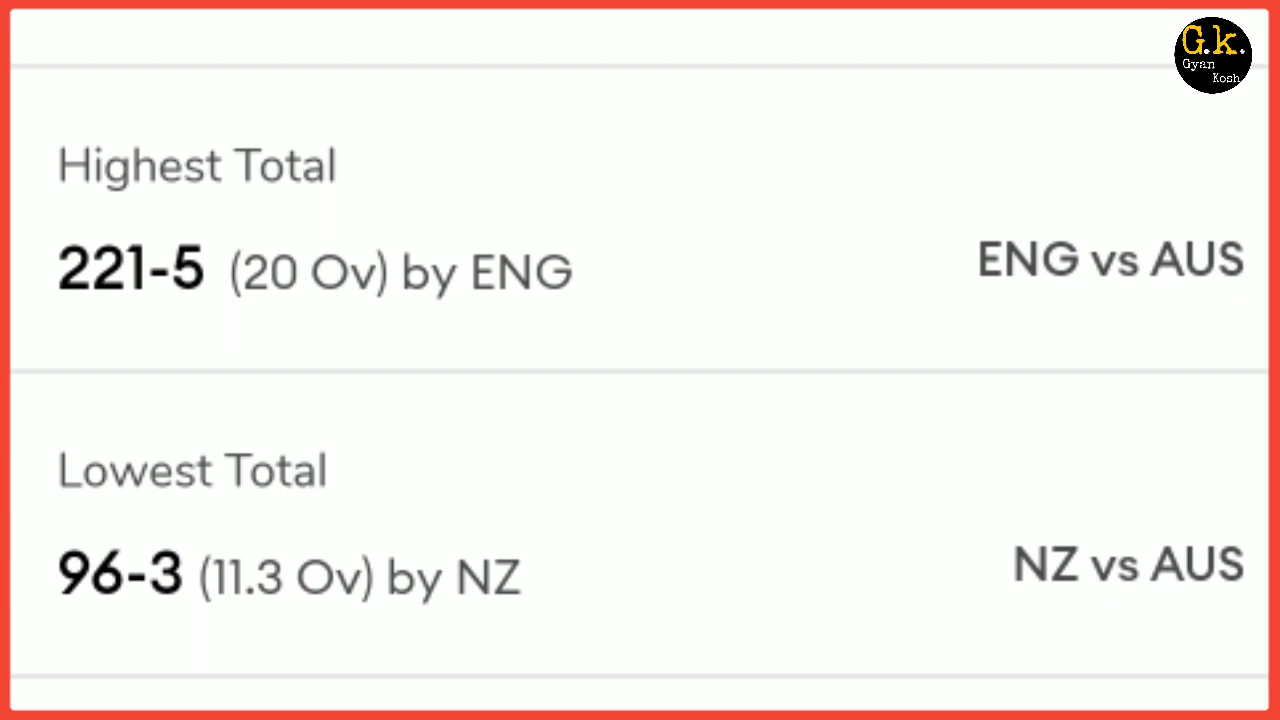 G.k.
Gyan
Kosh
Highest Total
221-5 (20 Ov) by ENG
ENG vs AUS
Lowest Total
96-3 (11.3 Ov) by NZ
NZ vs AUS